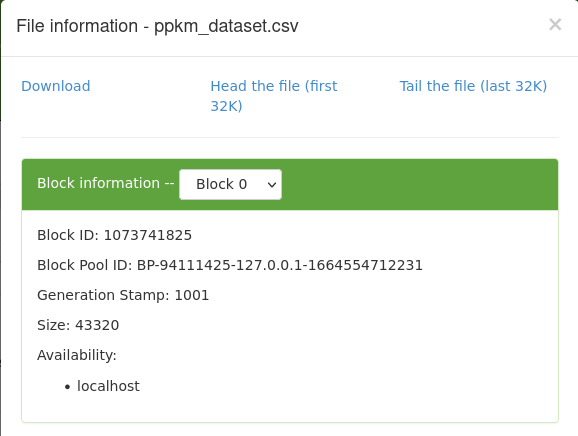 File information - ppkm_dataset.csv
×
Download
Head the file (first
32K)
Tail the file (last 32K)
Block information -- Block 0
Block ID: 1073741825
Block Pool ID: BP-94111425-127.0.0.1-1664554712231
Generation Stamp: 1001
Size: 43320
Availability:
• localhost